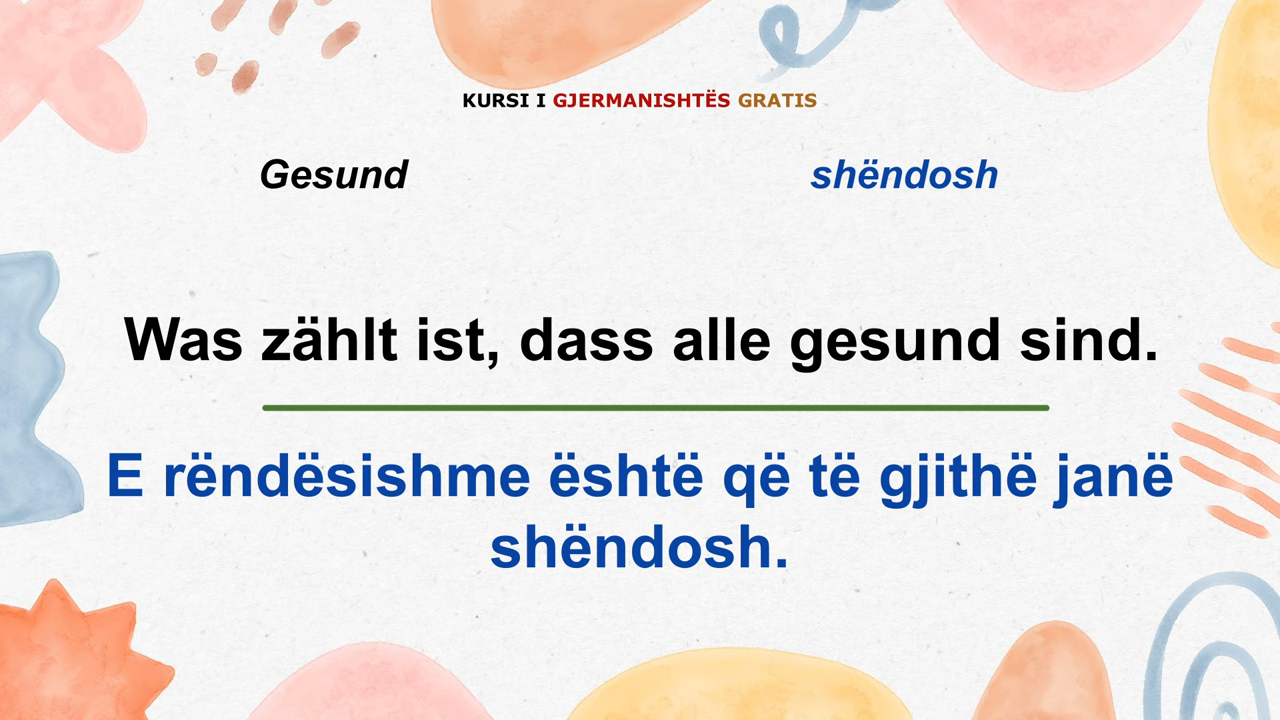 KURSI I GJERMANISHTËS GRATIS
Gesund
shëndosh
Was zählt ist, dass alle gesund sind.
E rëndësishme është që të gjithë janë
shëndosh.